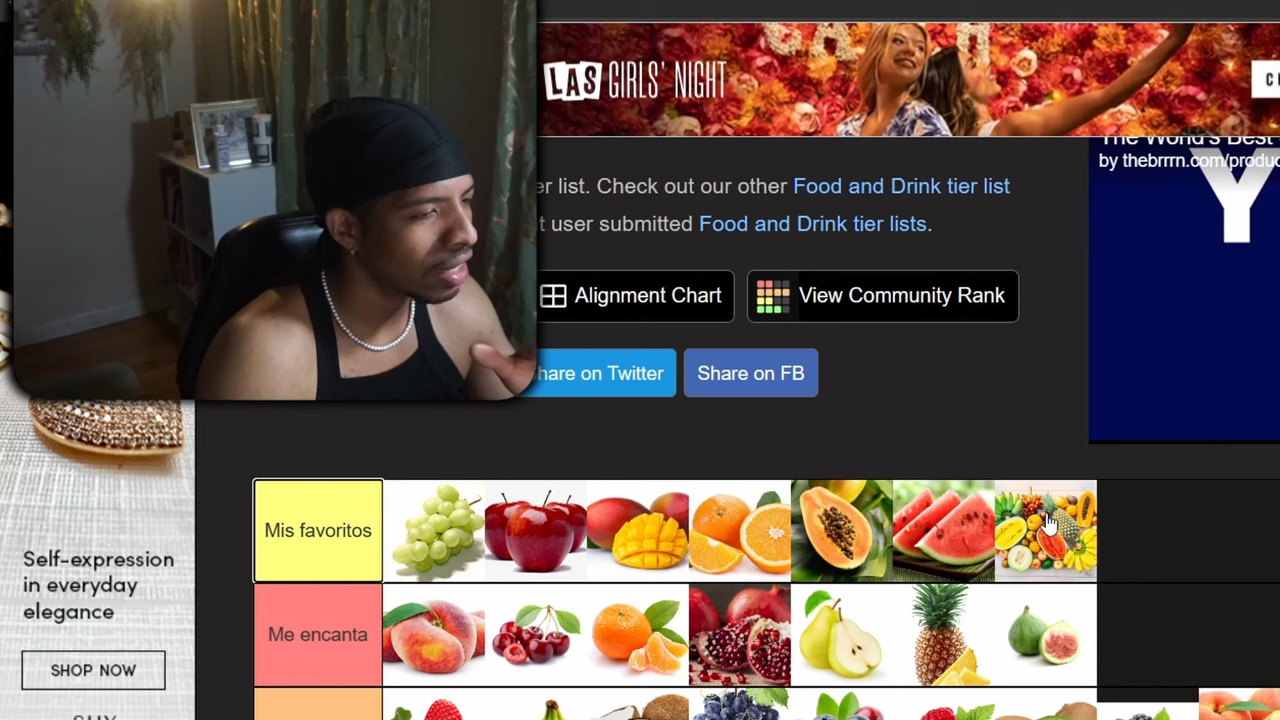 LAS GIRLS' NIGHT
The World's Best
by thebrrrn.com/produc
Y
er list. Check out our other Food and Drink tier list
t user submitted Food and Drink tier lists.
Alignment Chart
View Community Rank
hare on Twitter
Share on FB
Self-expression
in everyday
elegance
SHOP NOW
Mis favoritos
Me encanta